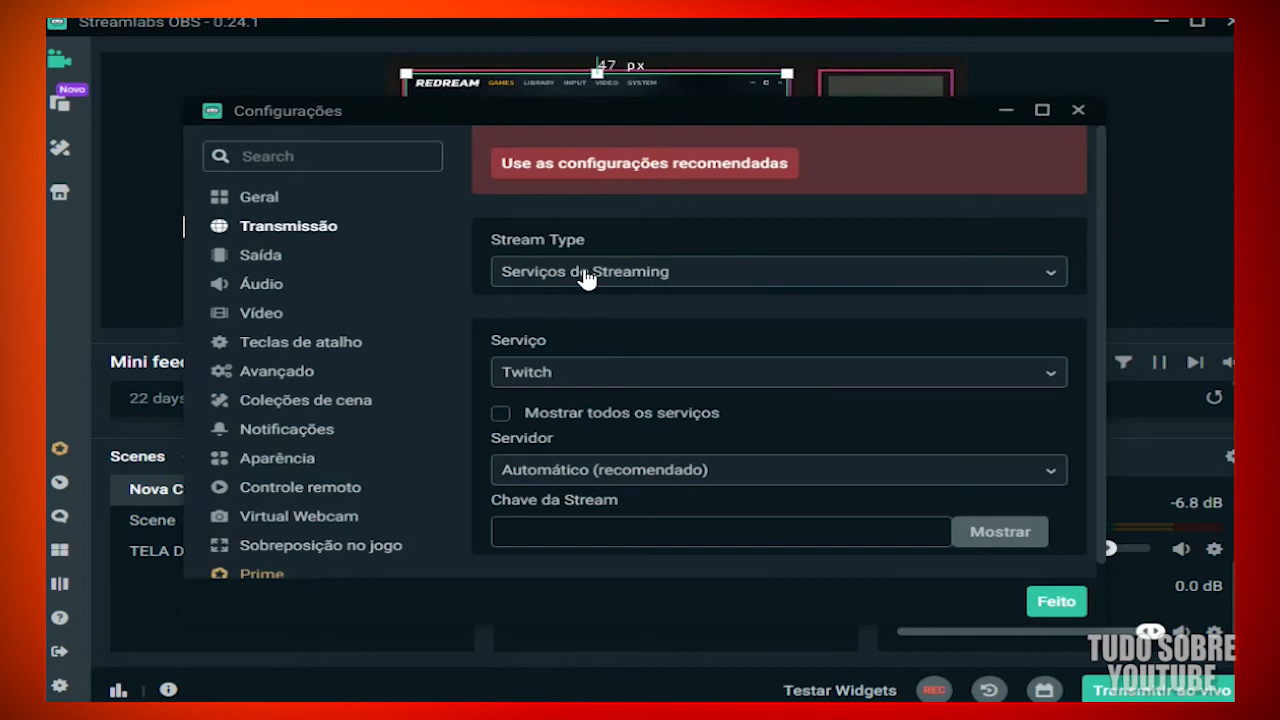 Streamlabs OBS - 0.24.1
47 px
REDREAM GAMES LIBRARY INPUT VIDEO SYSTEM
Novo
Configurações
Search
Use as configurações recomendadas
Geral
Transmissão
Saída
Áudio
Vídeo
Teclas de atalho
Avançado
Coleções de cena
Notificações
Aparência
Controle remoto
Virtual Webcam
Sobreposição no jogo
Prime
Stream Type
Serviços de Streaming
Serviço
Twitch
Mostrar todos os serviços
Servidor
Automático (recomendado)
Chave da Stream
Mostrar
Feito
Mini feed
22 days
Scenes
Nova C
Scene
TELA D
-6.8 dB
0.0 dB
TUDO SOBRE
YOUTUBE
Testar Widgets
REC
Transmitir ao vivo